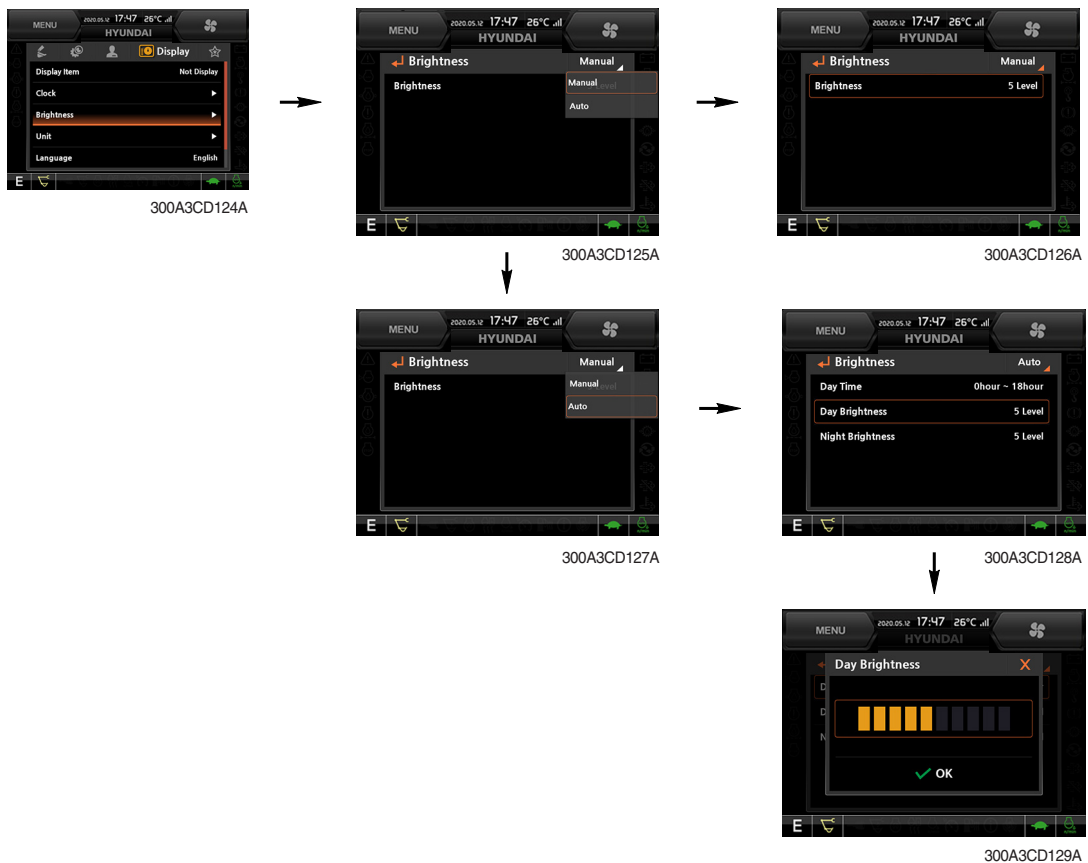 MENU
2020.05.12 17:47 26°C
HYUNDAI
Display
Display Item Not Display
Clock
Brightness
Unit
Language English
E
300A3CD124A
MENU
2020.05.12 17:47 26°C
HYUNDAI
Brightness Manual
Brightness
Manual
Auto
E
300A3CD125A
MENU
2020.05.12 17:47 26°C
HYUNDAI
Brightness Manual
Brightness 5 Level
E
300A3CD126A
MENU
2020.05.12 17:47 26°C
HYUNDAI
Brightness Manual
Brightness
Manual
Auto
E
300A3CD127A
MENU
2020.05.12 17:47 26°C
HYUNDAI
Brightness Auto
Day Time 0hour ~ 18hour
Day Brightness 5 Level
Night Brightness 5 Level
E
300A3CD128A
MENU
2020.05.12 17:47 26°C
HYUNDAI
Day Brightness X
OK
E
300A3CD129A